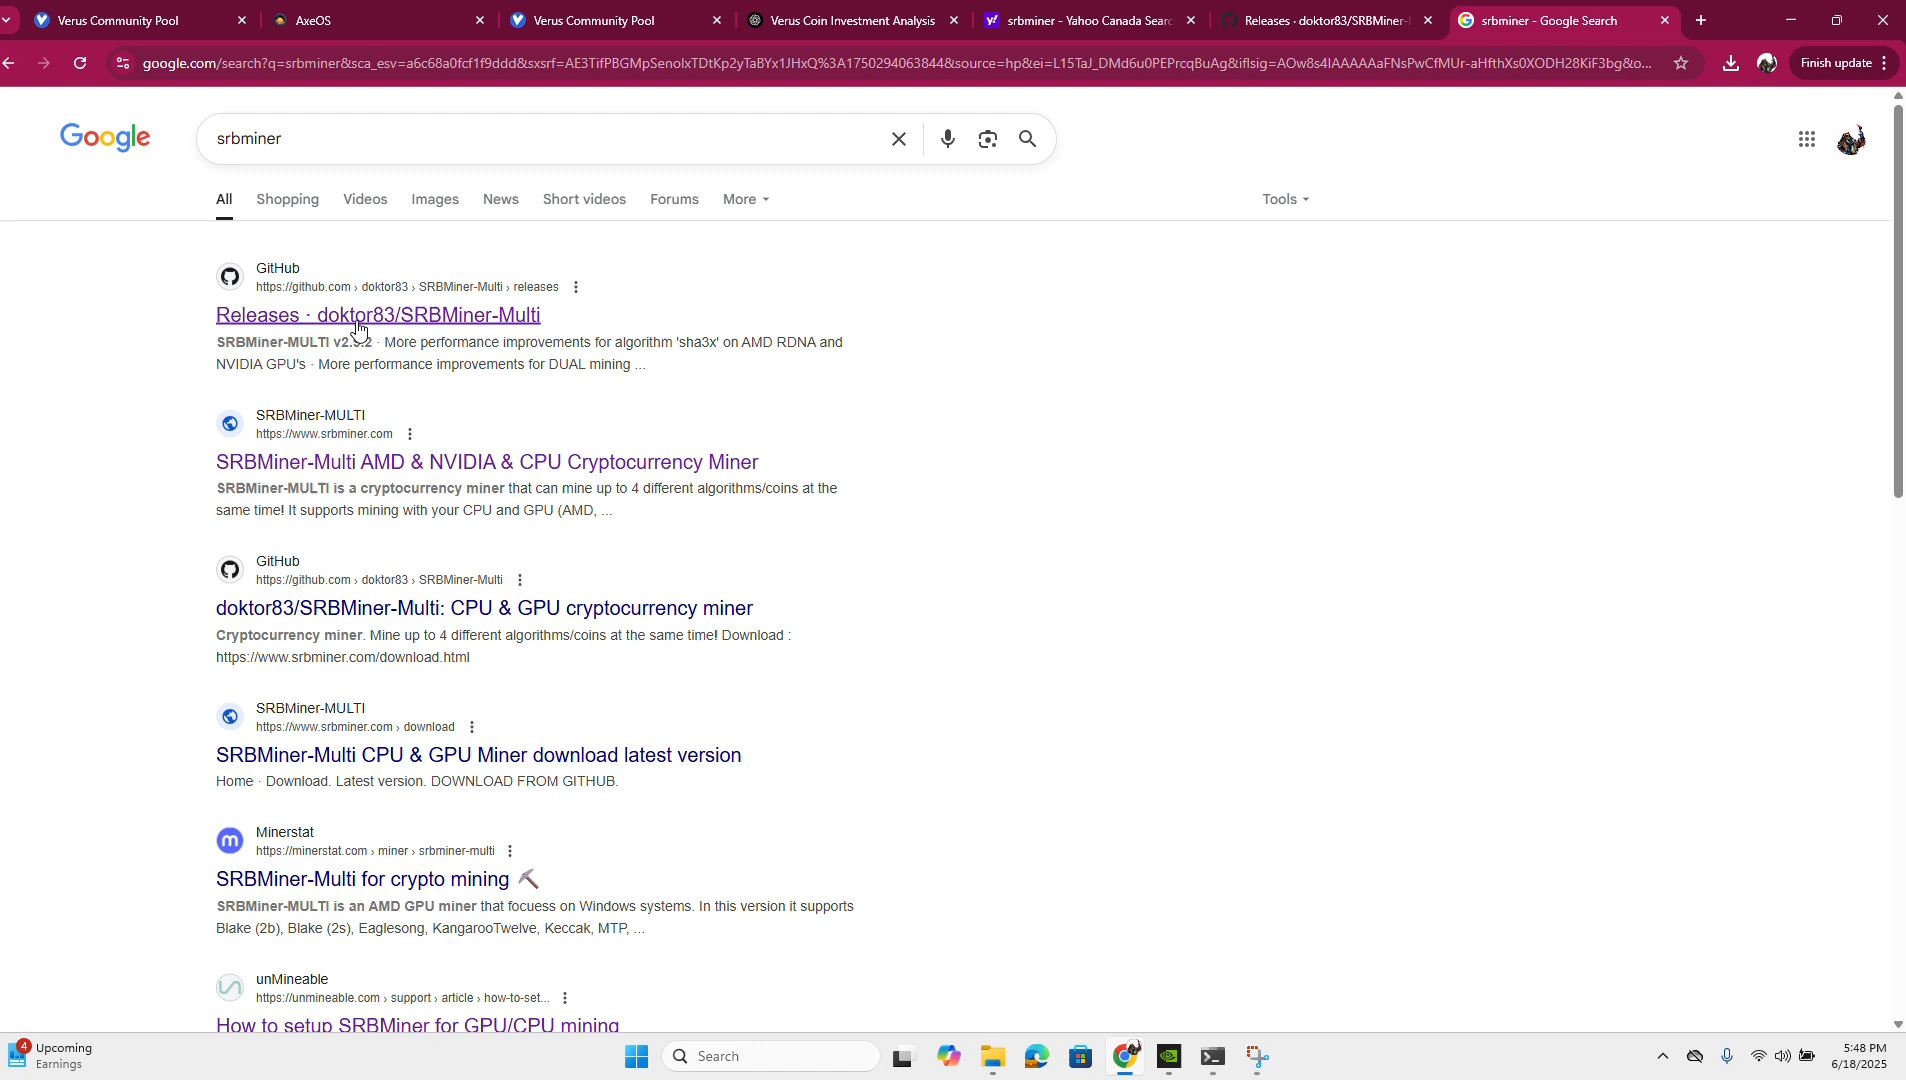 Verus Community Pool
AxeOS
Verus Community Pool
Verus Coin Investment Analysis
srbminer - Yahoo Canada Searc
Releases · doktor83/SRBMiner-
srbminer - Google Search
google.com/search?q=srbminer&sca_esv=a6c68a0fcf1f9ddd&sxsrf=AE3TifPBGMpSenolxTDtKp2yTaBYx1JHxQ%3A1750294063844&source=hp&ei=L15TaJ_DMd6u0PEPrcqBuAg&iflsig=AOw8s4IAAAAAaFNsPwCfMUr-aHfthXs0XODH28KiF3bg&o...
Finish update
Google
srbminer
All
Shopping
Videos
Images
News
Short videos
Forums
More
Tools
GitHub
https://github.com › doktor83 › SRBMiner-Multi › releases
Releases · doktor83/SRBMiner-Multi
SRBMiner-MULTI · More performance improvements for algorithm 'sha3x' on AMD RDNA and
NVIDIA GPU's · More performance improvements for DUAL mining ...
SRBMiner-MULTI
https://www.srbminer.com
SRBMiner-Multi AMD & NVIDIA & CPU Cryptocurrency Miner
SRBMiner-MULTI is a cryptocurrency miner that can mine up to 4 different algorithms/coins at the
same time! It supports mining with your CPU and GPU (AMD, ...
GitHub
https://github.com › doktor83 › SRBMiner-Multi
doktor83/SRBMiner-Multi: CPU & GPU cryptocurrency miner
Cryptocurrency miner. Mine up to 4 different algorithms/coins at the same time! Download :
https://www.srbminer.com/download.html
SRBMiner-MULTI
https://www.srbminer.com › download
SRBMiner-Multi CPU & GPU Miner download latest version
Home · Download. Latest version. DOWNLOAD FROM GITHUB.
m
Minerstat
https://minerstat.com › miner › srbminer-multi
SRBMiner-Multi for crypto mining
SRBMiner-MULTI is an AMD GPU miner that focuess on Windows systems. In this version it supports
Blake (2b), Blake (2s), Eaglesong, KangarooTwelve, Keccak, MTP, ...
unMineable
https://unmineable.com › support › article › how-to-set...
How to setup SRBMiner for GPU/CPU mining
4
Upcoming
Earnings
Search
5:48 PM
6/18/2025